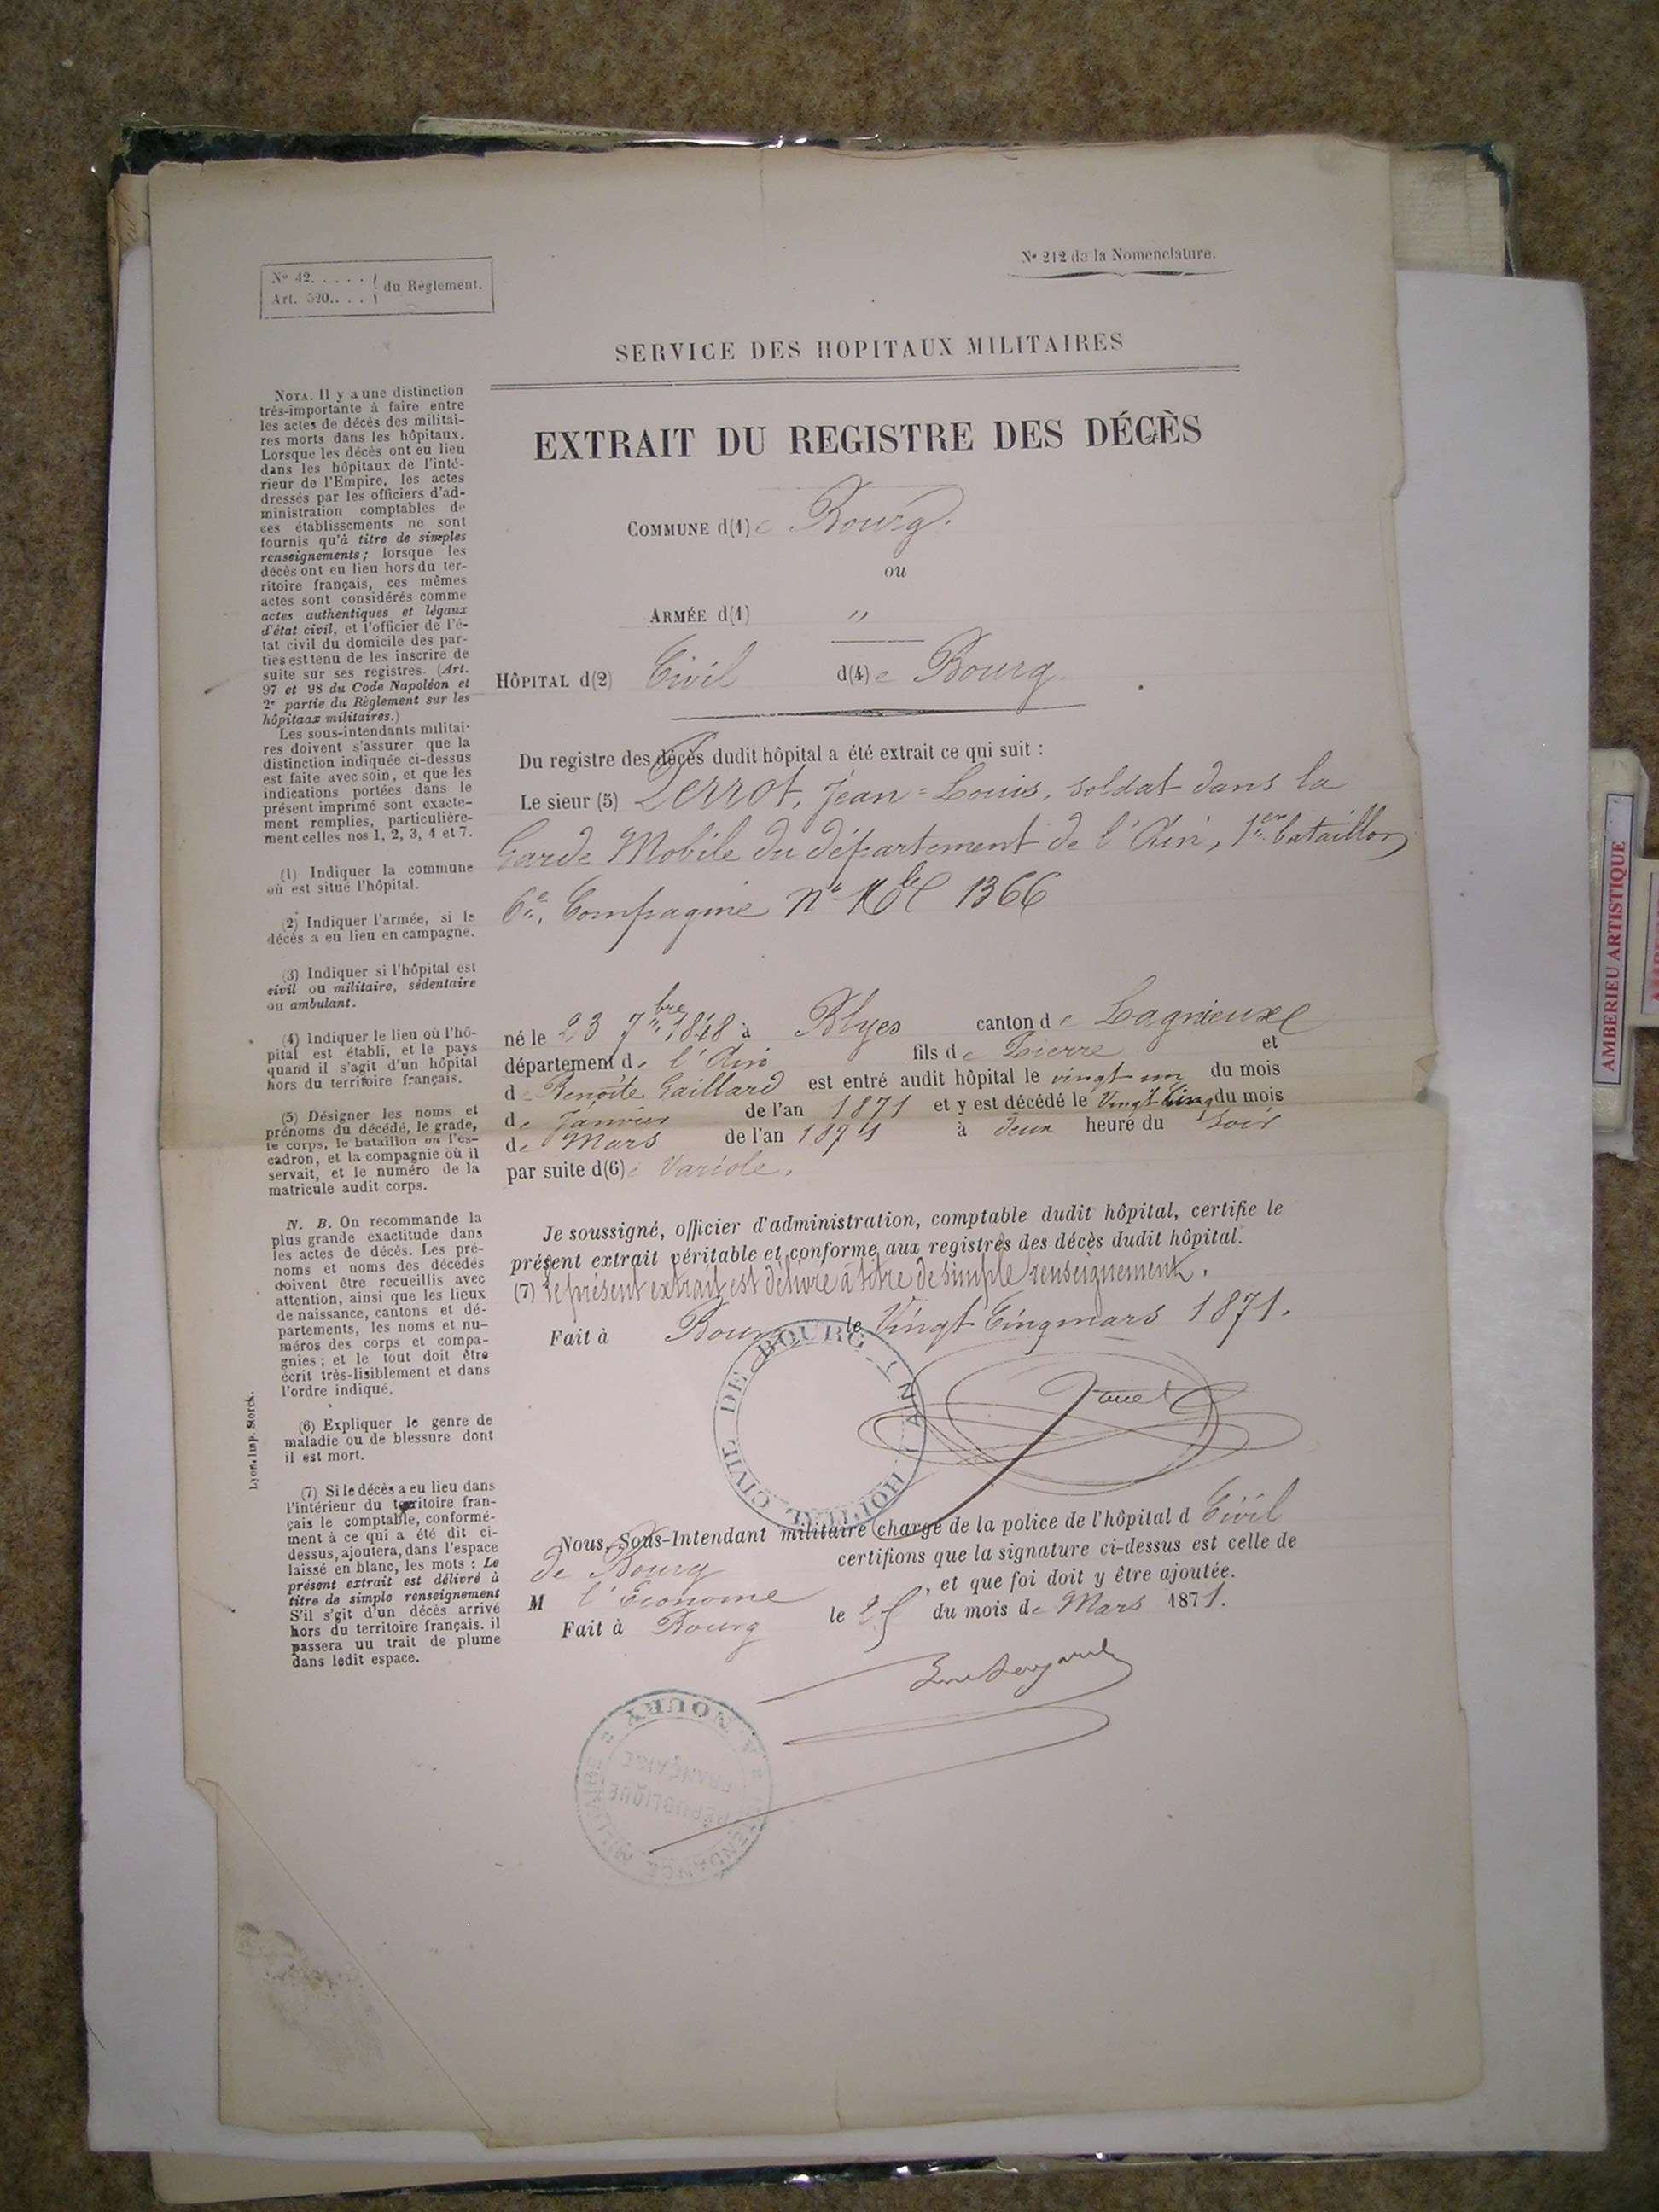 N° 42. . . . .
Art. 520. . . .
du Règlement.
N° 212 de la Nomenclature.
SERVICE DES HOPITAUX MILITAIRES
EXTRAIT DU REGISTRE DES DÉCÈS
COMMUNE d(1)e Bourg.
ou
ARMÉE d(1) "
HÔPITAL d(2) Civil d(4)e Bourg
Du registre des décès dudit hôpital a été extrait ce qui suit :
Le sieur (5) Perrot, Jean=Louis, soldat dans la
Garde Mobile du département de l'Ain, 1er bataillon
6e Compagnie n° Mle 1366
né le 23 7bre 1848 à Blyes canton de Lagnieux
département de l'Ain fils de Pierre et
de Benoîte Gaillard est entré audit hôpital le vingt un du mois
de Janvier de l'an 1871 et y est décédé le Vingt Cinq du mois
de Mars de l'an 1871 à deux heure du Soir
par suite d(6)e Variole.
Je soussigné, officier d'administration, comptable dudit hôpital, certifie le
présent extrait véritable et conforme aux registres des décès dudit hôpital.
(7) Le présent extrait est délivré à titre de simple renseignement.
Fait à Bourg le Vingt Cinq mars 1871.
HOPITAL CIVIL DE BOURG (AIN)
Nous, Sous-Intendant militaire chargé de la police de l'hôpital d Civil
de Bourg certifions que la signature ci-dessus est celle de
M l'Econome , et que foi doit y être ajoutée.
Fait à Bourg le 25 du mois de Mars 1871.
INTENDANCE MILITAIRE
RÉPUBLIQUE
FRANÇAISE
NOTA. Il y a une distinction
très-importante à faire entre
les actes de décès des militai-
res morts dans les hôpitaux.
Lorsque les décès ont eu lieu
dans les hôpitaux de l'inté-
rieur de l'Empire, les actes
dressés par les officiers d'ad-
ministration comptables de
ces établissements ne sont
fournis qu'à titre de simples
renseignements ; lorsque les
décès ont eu lieu hors du ter-
ritoire français, ces mêmes
actes sont considérés comme
actes authentiques et légaux
d'état civil, et l'officier de l'é-
tat civil du domicile des par-
ties est tenu de les inscrire de
suite sur ses registres. (Art.
97 et 98 du Code Napoléon et
2e partie du Règlement sur les
hôpitaax militaires.)
Les sous-intendants militai-
res doivent s'assurer que la
distinction indiquée ci-dessus
est faite avec soin, et que les
indications portées dans le
présent imprimé sont exacte-
ment remplies, particulière-
ment celles nos 1, 2, 3, 4 et 7.
(1) Indiquer la commune
où est situé l'hôpital.
(2) Indiquer l'armée, si le
décès a eu lieu en campagne.
(3) Indiquer si l'hôpital est
civil ou militaire, sédentaire
ou ambulant.
(4) Indiquer le lieu où l'hô-
pital est établi, et le pays
quand il s'agit d'un hôpital
hors du territoire français.
(5) Désigner les noms et
prénoms du décédé, le grade,
le corps, le bataillon ou l'es-
cadron, et la compagnie où il
servait, et le numéro de la
matricule audit corps.
N. B. On recommande la
plus grande exactitude dans
les actes de décès. Les pré-
noms et noms des décédés
doivent être recueillis avec
attention, ainsi que les lieux
de naissance, cantons et dé-
partements, les noms et nu-
méros des corps et compa-
gnies ; et le tout doit être
écrit très-lisiblement et dans
l'ordre indiqué.
(6) Expliquer le genre de
maladie ou de blessure dont
il est mort.
(7) Si le décès a eu lieu dans
l'intérieur du territoire fran-
çais le comptable, conformé-
ment à ce qui a été dit ci-
dessus, ajoutera, dans l'espace
laissé en blanc, les mots : Le
présent extrait est délivré à
titre de simple renseignement
S'il s'git d'un décès arrivé
hors du territoire français. il
passera uu trait de plume
dans ledit espace.
Lyon, Imp. Storck.
AMBERIEU ARTISTIQUE